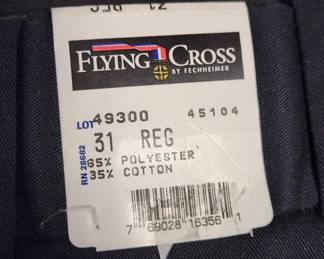 FLYING CROSS
BY FECHHEIMER
LOT 49300 45104
31 REG
RN 28682
65% POLYESTER
35% COTTON
7 69028 16356 1